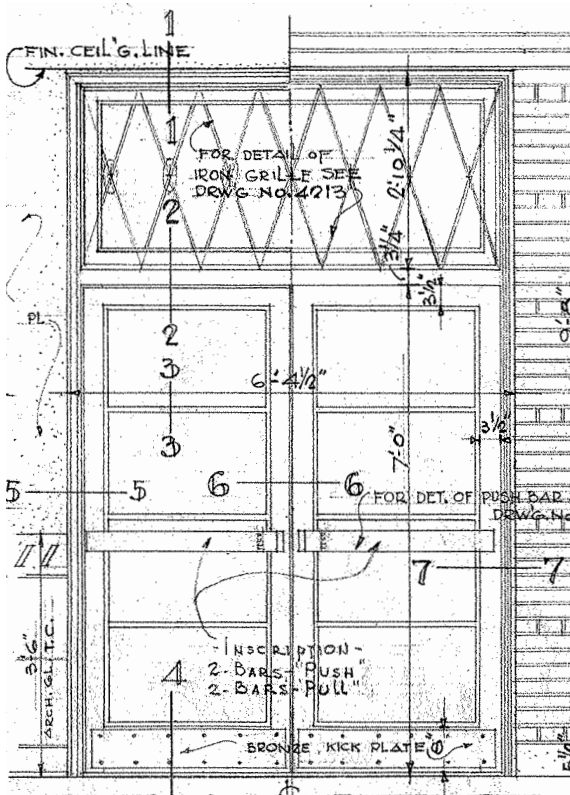 1
FIN. CEIL'G. LINE
1
FOR DETAIL OF
IRON GRILLE SEE
DRWG NO. 4213
2'-10 1/4"
2
3/4"
3 1/2"
PL.
2
3
6'-4 1/2"
3
3 1/2"
7'-0"
5
5
6
6
FOR DET. OF PUSH BAR
DRWG. No
7
7
3'-6"
ARCH. GL. T.C.
-INSCRIPTION-
2-BARS-"PUSH"
2-BARS-"PULL"
4
BRONZE KICK PLATE
8"